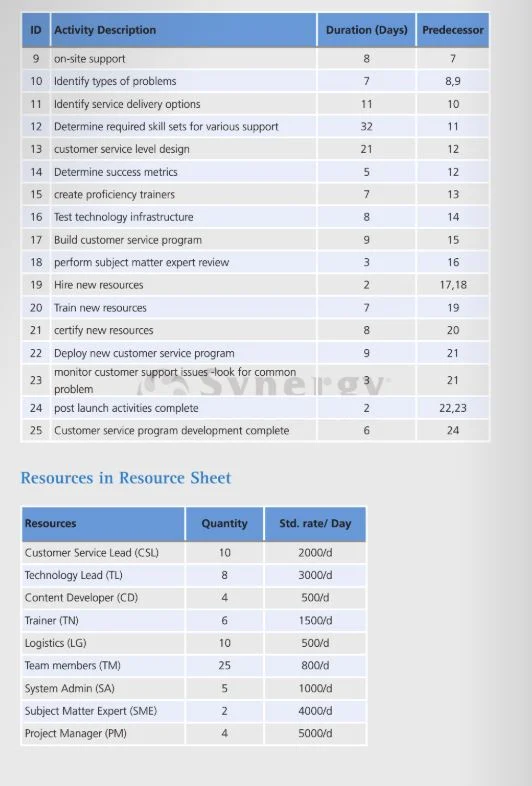 ID Activity Description Duration (Days) Predecessor
9 on-site support 8 7
10 Identify types of problems 7 8,9
11 Identify service delivery options 11 10
12 Determine required skill sets for various support 32 11
13 customer service level design 21 12
14 Determine success metrics 5 12
15 create proficiency trainers 7 13
16 Test technology infrastructure 8 14
17 Build customer service program 9 15
18 perform subject matter expert review 3 16
19 Hire new resources 2 17,18
20 Train new resources 7 19
21 certify new resources 8 20
22 Deploy new customer service program 9 21
23 monitor customer support issues -look for common
problem 3 21
Synergy
24 post launch activities complete 2 22,23
25 Customer service program development complete 6 24
Resources in Resource Sheet
Resources Quantity Std. rate/ Day
Customer Service Lead (CSL) 10 2000/d
Technology Lead (TL) 8 3000/d
Content Developer (CD) 4 500/d
Trainer (TN) 6 1500/d
Logistics (LG) 10 500/d
Team members (TM) 25 800/d
System Admin (SA) 5 1000/d
Subject Matter Expert (SME) 2 4000/d
Project Manager (PM) 4 5000/d